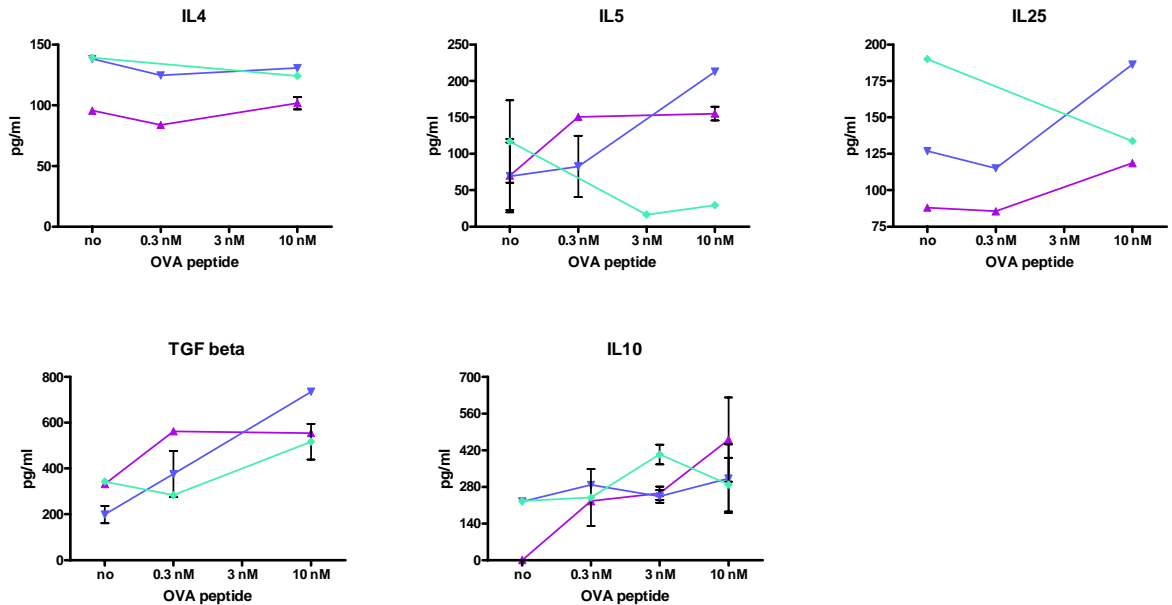 IL4
150
100
50
0
pg/ml
no 0.3 nM 3 nM 10 nM
OVA peptide
IL5
250
200
150
100
50
0
pg/ml
no 0.3 nM 3 nM 10 nM
OVA peptide
IL25
200
175
150
125
100
75
pg/ml
no 0.3 nM 3 nM 10 nM
OVA peptide
TGF beta
800
600
400
200
0
pg/ml
no 0.3 nM 3 nM 10 nM
OVA peptide
IL10
700
560
420
280
140
0
pg/ml
no 0.3 nM 3 nM 10 nM
OVA peptide